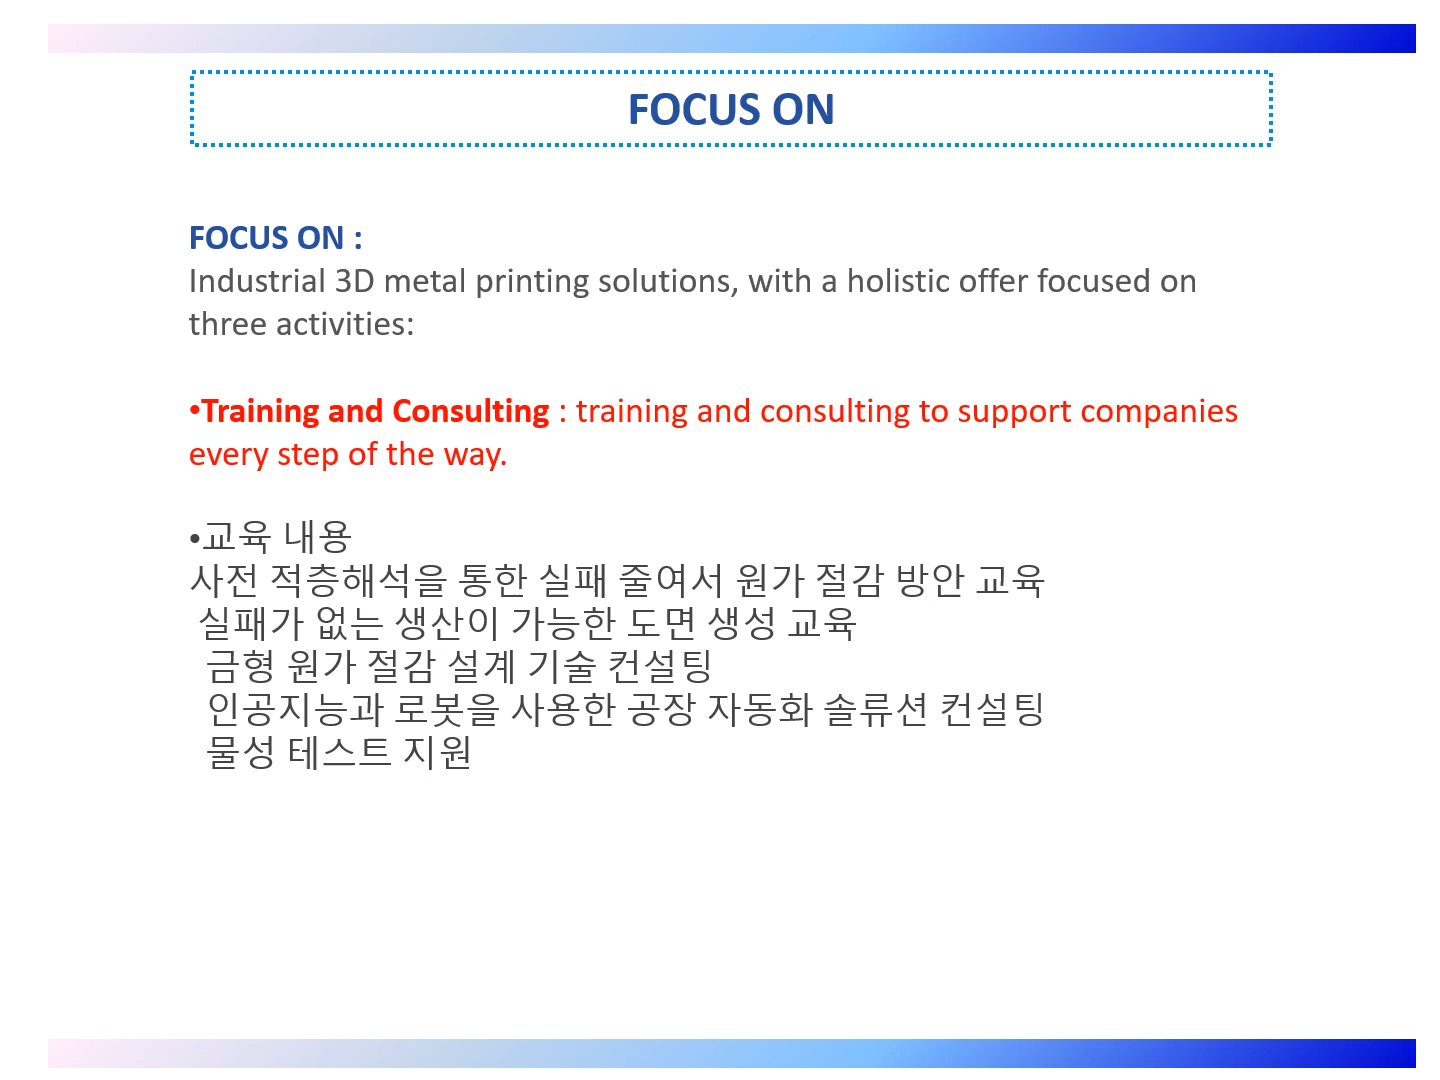 FOCUS ON
FOCUS ON :
Industrial 3D metal printing solutions, with a holistic offer focused on
three activities:
•Training and Consulting : training and consulting to support companies
every step of the way.
•교육 내용
사전 적층해석을 통한 실패 줄여서 원가 절감 방안 교육
실패가 없는 생산이 가능한 도면 생성 교육
금형 원가 절감 설계 기술 컨설팅
인공지능과 로봇을 사용한 공장 자동화 솔류션 컨설팅
물성 테스트 지원